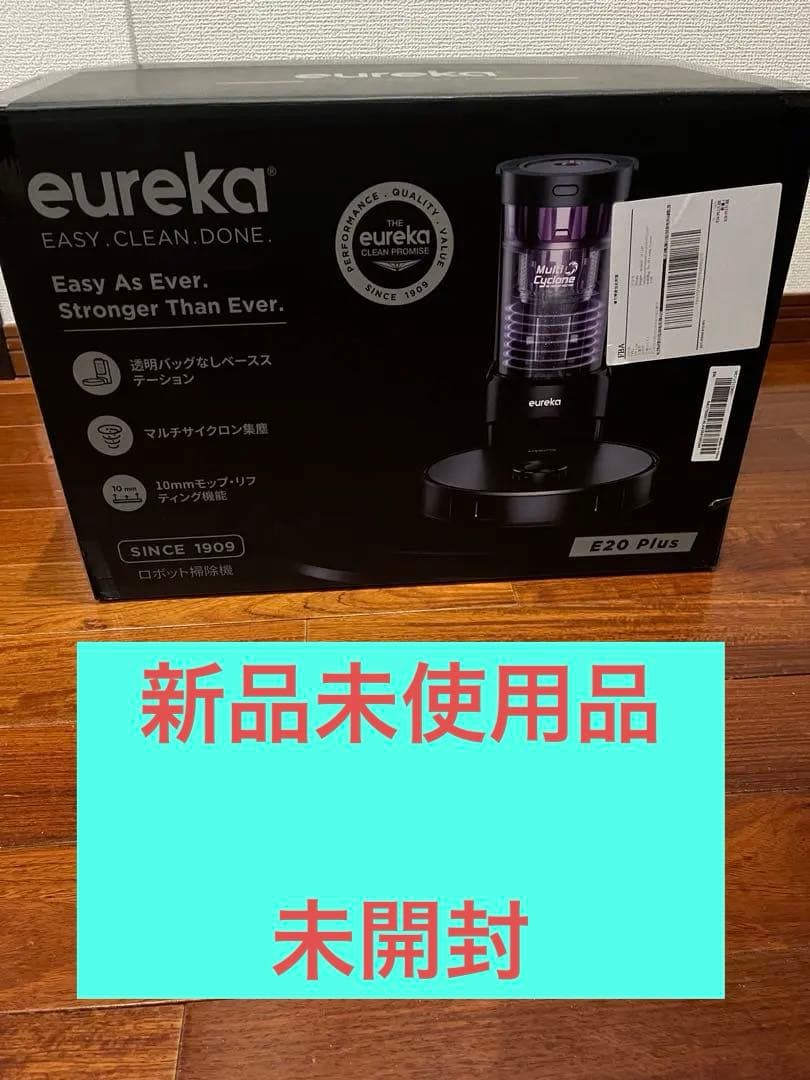 eureka
eureka®
EASY.CLEAN.DONE.
Easy As Ever.
Stronger Than Ever.
透明バッグなしベースス
テーション
マルチサイクロン集塵
10 mm
10mmモップ・リフ
ティング機能
SINCE 1909
ロボット掃除機
PERFORMANCE . QUALITY . VALUE
THE
eureka
CLEAN PROMISE
SINCE 1909
Multi
Cyclone
eureka
E20 Plus
新品未使用品
未開封